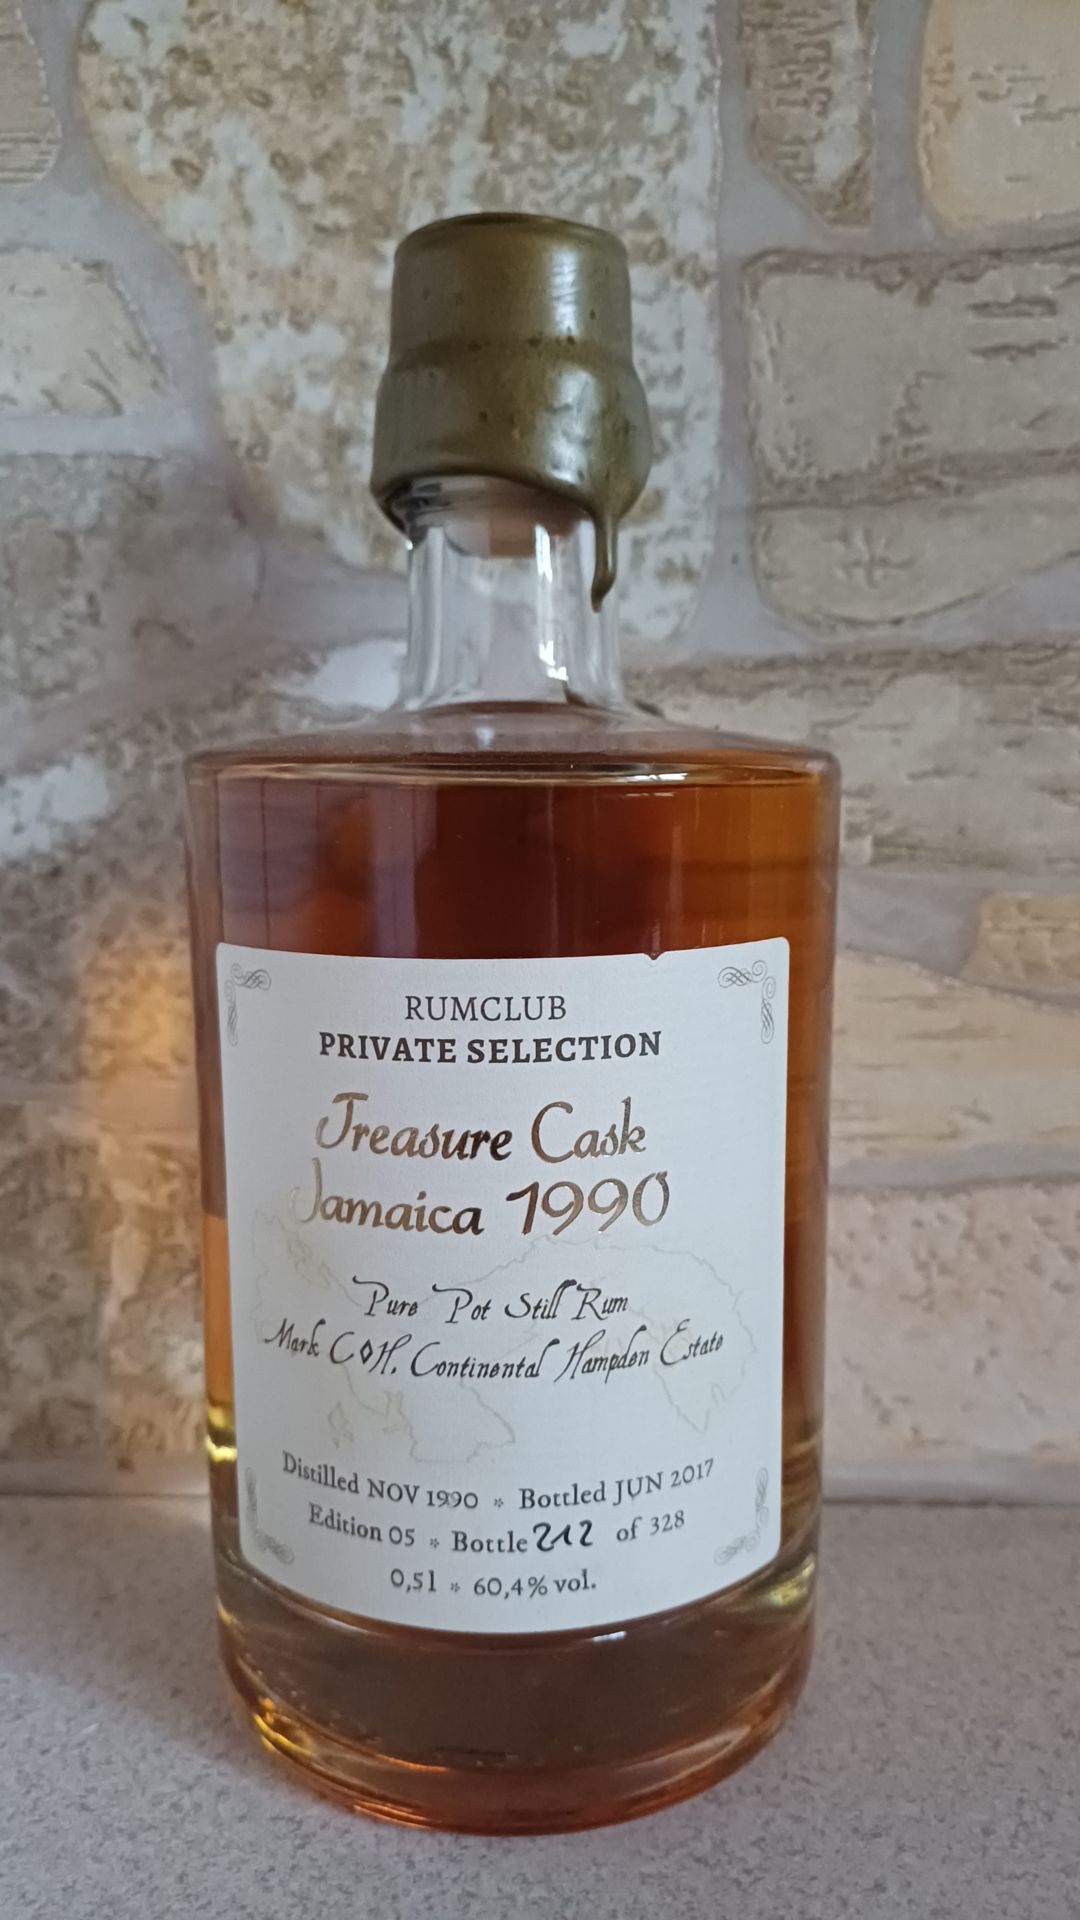 RUMCLUB
PRIVATE SELECTION
Treasure Cask
Jamaica 1990
Pure Pot Still Rum
Mark C◊H, Continental Hampden Estate
Distilled NOV 1990 * Bottled JUN 2017
Edition 05 * Bottle 212 of 328
0,5l * 60,4% vol.